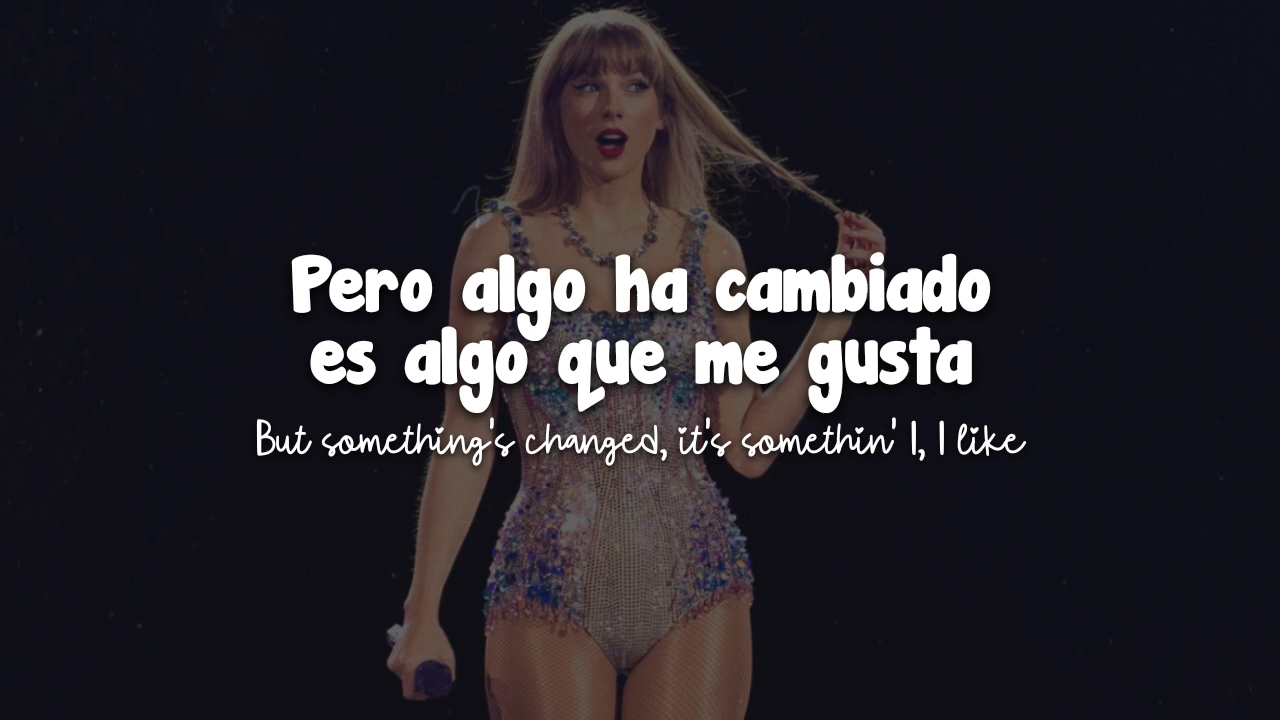 Pero algo ha cambiado
es algo que me gusta
But something's changed, it's somethin' I, I like